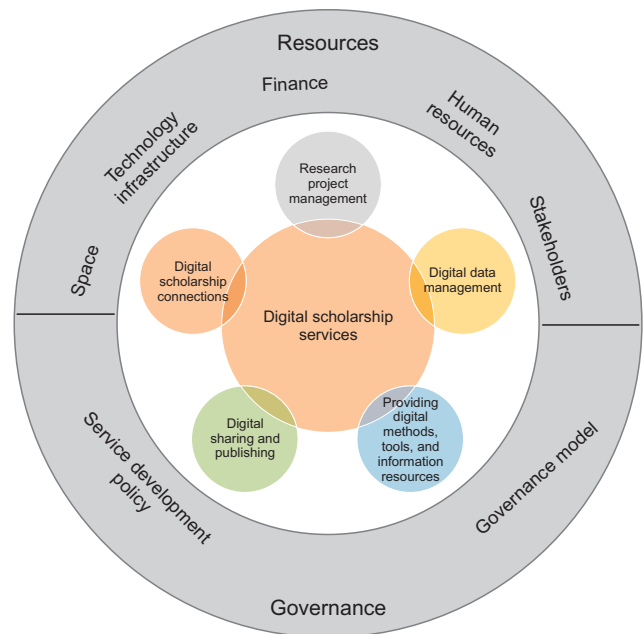 Resources
Finance
Technology
infrastructure
Human
resources
Space
Stakeholders
Research
project
management
Digital
scholarship
connections
Digital data
management
Digital scholarship
services
Digital
sharing and
publishing
Providing
digital
methods,
tools, and
information
resources
Service development
policy
Governance model
Governance